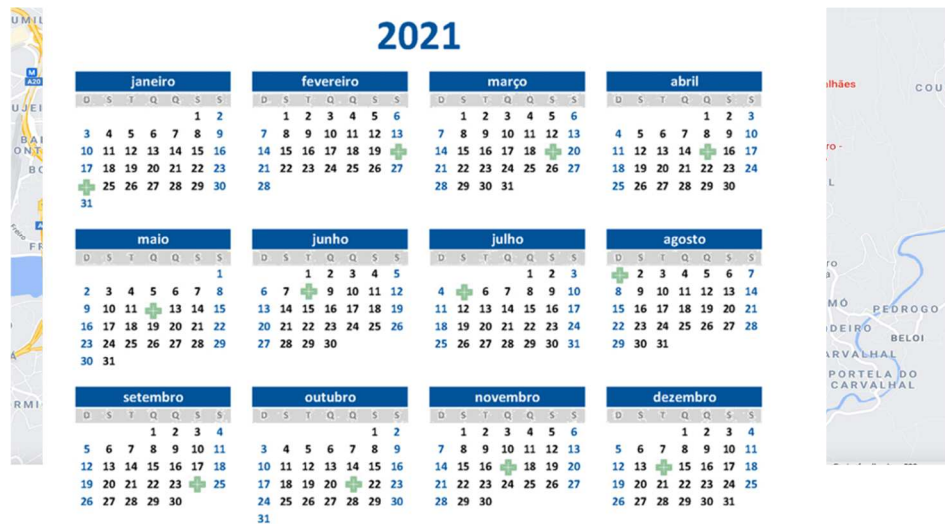 2021
janeiro
D S T Q Q S S
1 2
3 4 5 6 7 8 9
10 11 12 13 14 15 16
17 18 19 20 21 22 23
25 26 27 28 29 30
31
fevereiro
D S T Q Q S S
1 2 3 4 5 6
7 8 9 10 11 12 13
14 15 16 17 18 19
21 22 23 24 25 26 27
28
março
D S T Q Q S S
1 2 3 4 5 6
7 8 9 10 11 12 13
14 15 16 17 18 20
21 22 23 24 25 26 27
28 29 30 31
abril
D S T Q Q S S
1 2 3
4 5 6 7 8 9 10
11 12 13 14 16 17
18 19 20 21 22 23 24
25 26 27 28 29 30
maio
D S T Q Q S S
1
2 3 4 5 6 7 8
9 10 11 13 14 15
16 17 18 19 20 21 22
23 24 25 26 27 28 29
30 31
junho
D S T Q Q S S
1 2 3 4 5
6 7 9 10 11 12
13 14 15 16 17 18 19
20 21 22 23 24 25 26
27 28 29 30
julho
D S T Q Q S S
1 2 3
4 6 7 8 9 10
11 12 13 14 15 16 17
18 19 20 21 22 23 24
25 26 27 28 29 30 31
agosto
D S T Q Q S S
2 3 4 5 6 7
8 9 10 11 12 13 14
15 16 17 18 19 20 21
22 23 24 25 26 27 28
29 30 31
setembro
D S T Q Q S S
1 2 3 4
5 6 7 8 9 10 11
12 13 14 15 16 17 18
19 20 21 22 23 25
26 27 28 29 30
outubro
D S T Q Q S S
1 2
3 4 5 6 7 8 9
10 11 12 13 14 15 16
17 18 19 20 22 23
24 25 26 27 28 29 30
31
novembro
D S T Q Q S S
1 2 3 4 5 6
7 8 9 10 11 12 13
14 15 16 18 19 20
21 22 23 24 25 26 27
28 29 30
dezembro
D S T Q Q S S
1 2 3 4
5 6 7 8 9 10 11
12 13 15 16 17 18
19 20 21 22 23 24 25
26 27 28 29 30 31
UMIL
M
A20
UJEI
RMI
lhães
COU
ro -
MÓ
PEDROGO
DEIRO
BELOI
ARVALHAL
PORTELA DO
CARVALHAL